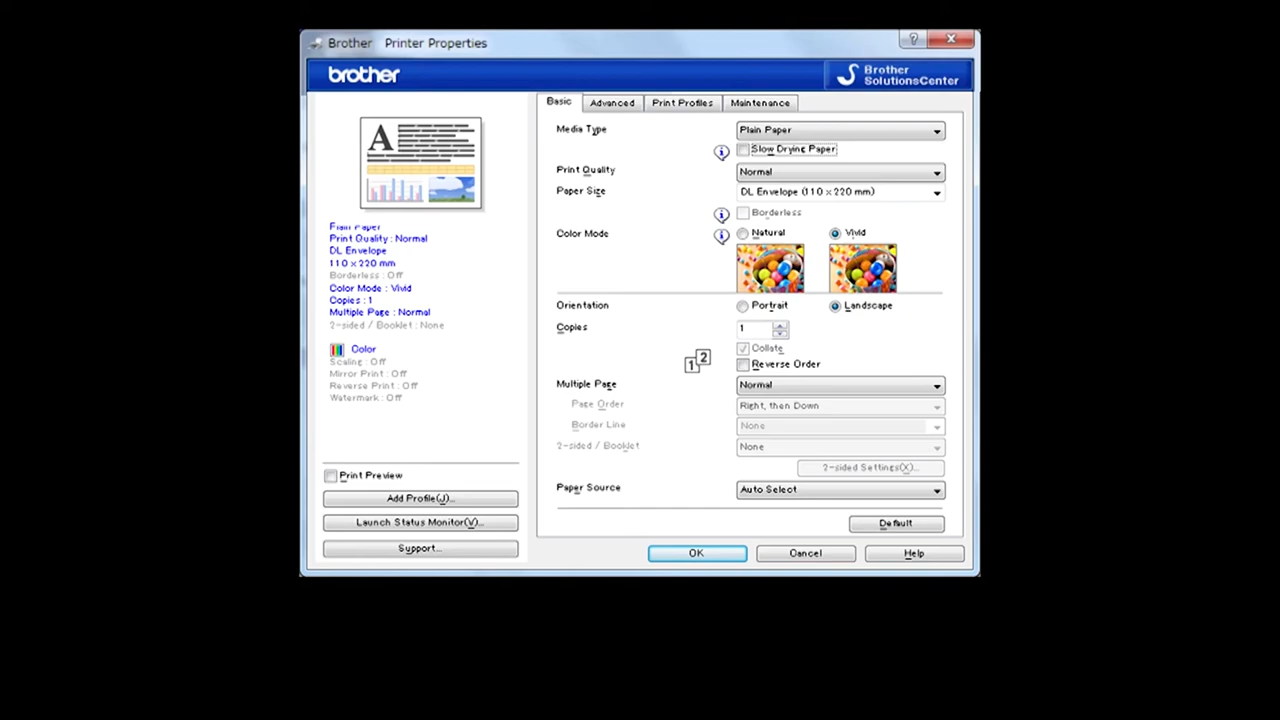 Brother Printer Properties
brother
Brother
SolutionsCenter
Basic Advanced Print Profiles Maintenance
A
Plain Paper
Print Quality : Normal
DL Envelope
110 x 220 mm
Borderless : Off
Color Mode : Vivid
Copies : 1
Multiple Page : Normal
2-sided / Booklet : None
Color
Scaling : Off
Mirror Print : Off
Reverse Print : Off
Watermark : Off
Print Preview
Add Profile(J)...
Launch Status Monitor(V)...
Support...
Media Type Plain Paper
Slow Drying Paper
Print Quality Normal
Paper Size DL Envelope (110 x 220 mm)
Borderless
Color Mode Natural Vivid
Orientation Portrait Landscape
Copies 1
Collate
1 2
Reverse Order
Multiple Page Normal
Page Order Right, then Down
Border Line None
2-sided / Booklet None
2-sided Settings(X)...
Paper Source Auto Select
Default
OK Cancel Help